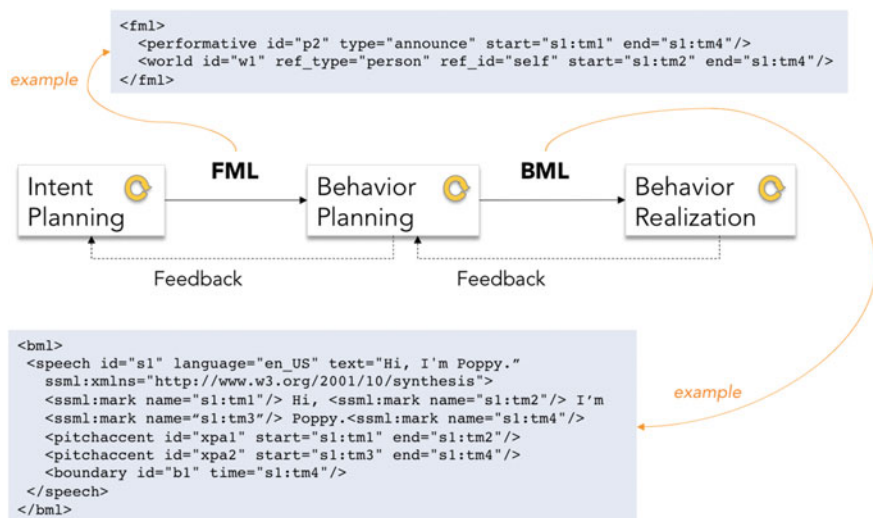 <fml>
  <performative id="p2" type="announce" start="s1:tm1" end="s1:tm4"/>
  <world id="w1" ref_type="person" ref_id="self" start="s1:tm2" end="s1:tm4"/>
</fml>
example
FML
BML
Intent
Planning
Behavior
Planning
Behavior
Realization
Feedback
Feedback
<bml>
 <speech id="s1" language="en_US" text="Hi, I'm Poppy.”
   ssml:xmlns="http://www.w3.org/2001/10/synthesis">
   <ssml:mark name="s1:tm1"/> Hi, <ssml:mark name="s1:tm2"/> I’m
   <ssml:mark name=”s1:tm3”/> Poppy.<ssml:mark name="s1:tm4"/>
   <pitchaccent id="xpa1" start="s1:tm1" end="s1:tm2"/>
   <pitchaccent id="xpa2" start="s1:tm3" end="s1:tm4"/>
   <boundary id="b1" time="s1:tm4"/>
 </speech>
</bml>
example